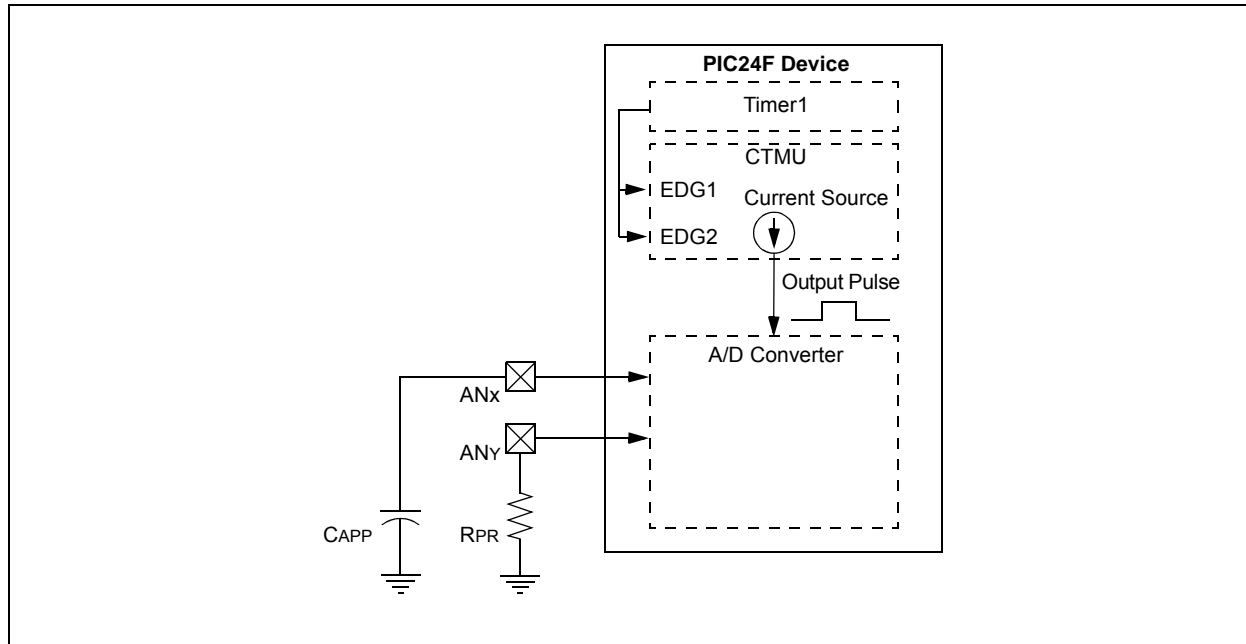 PIC24F Device
Timer1
CTMU
EDG1
Current Source
EDG2
Output Pulse
A/D Converter
ANx
ANY
CAPP
RPR